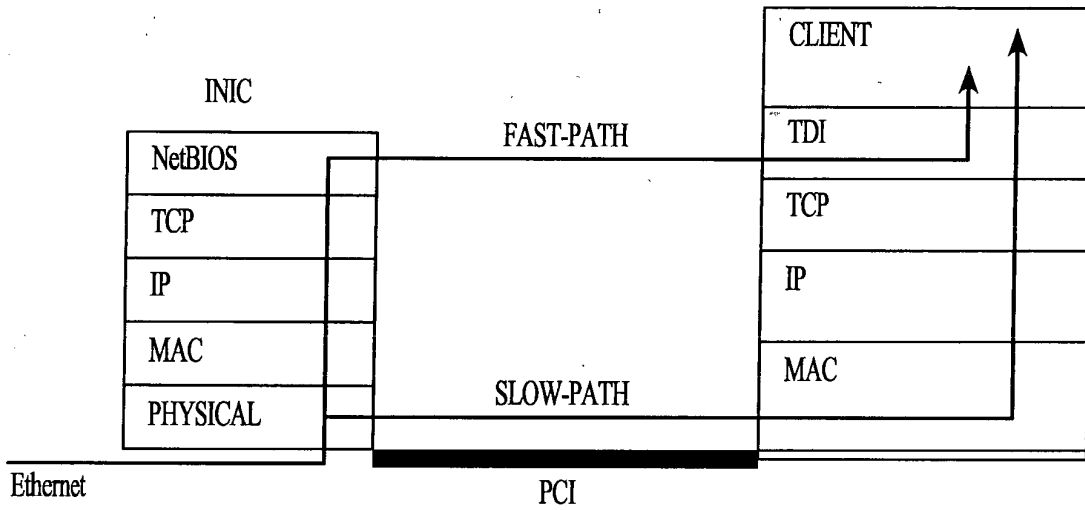 CLIENT
INIC
FAST-PATH
TDI
NetBIOS
TCP
TCP
IP
IP
MAC
MAC
SLOW-PATH
PHYSICAL
Ethernet
PCI